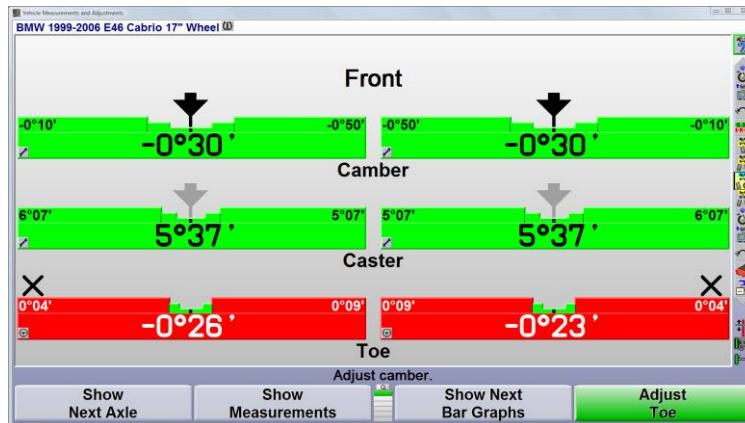 Vehicle Measurements and Adjustments
BMW 1999-2006 E46 Cabrio 17" Wheel
Front
-0°10' -0°50' -0°50' -0°10'
-0°30' -0°30'
Camber
6°07' 5°07' 5°07' 6°07'
5°37' 5°37'
Caster
0°04' 0°09' 0°09' 0°04'
-0°26' -0°23'
Toe
Adjust camber.
Show Show Show Next Adjust
Next Axle Measurements Bar Graphs Toe